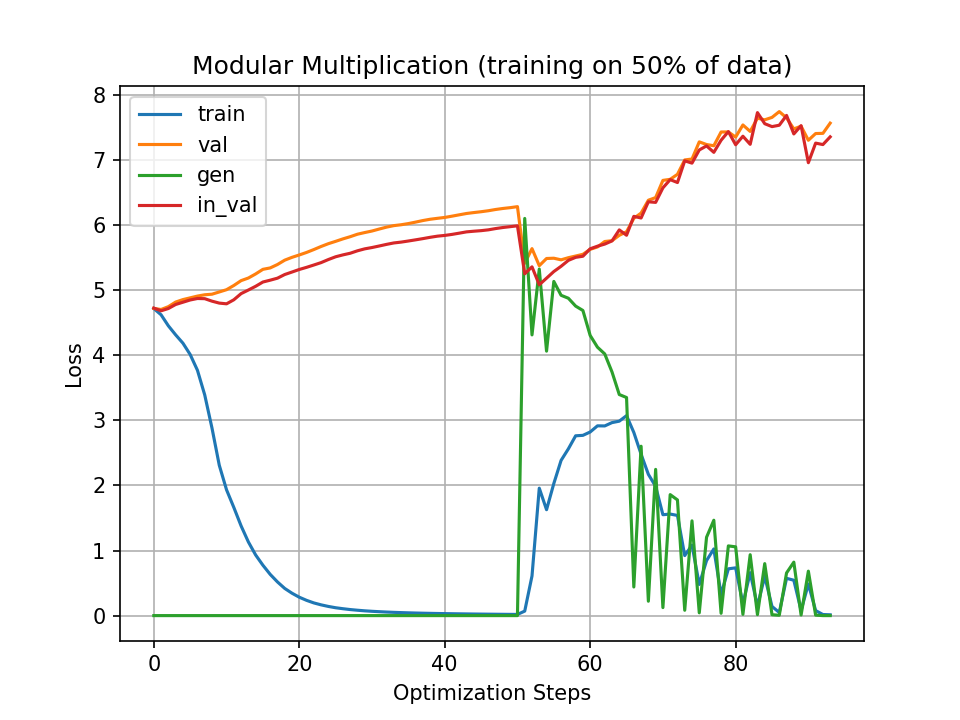 Modular Multiplication (training on 50% of data)
train
val
gen
in_val
Loss
8
7
6
5
4
3
2
1
0
0 20 40 60 80
Optimization Steps